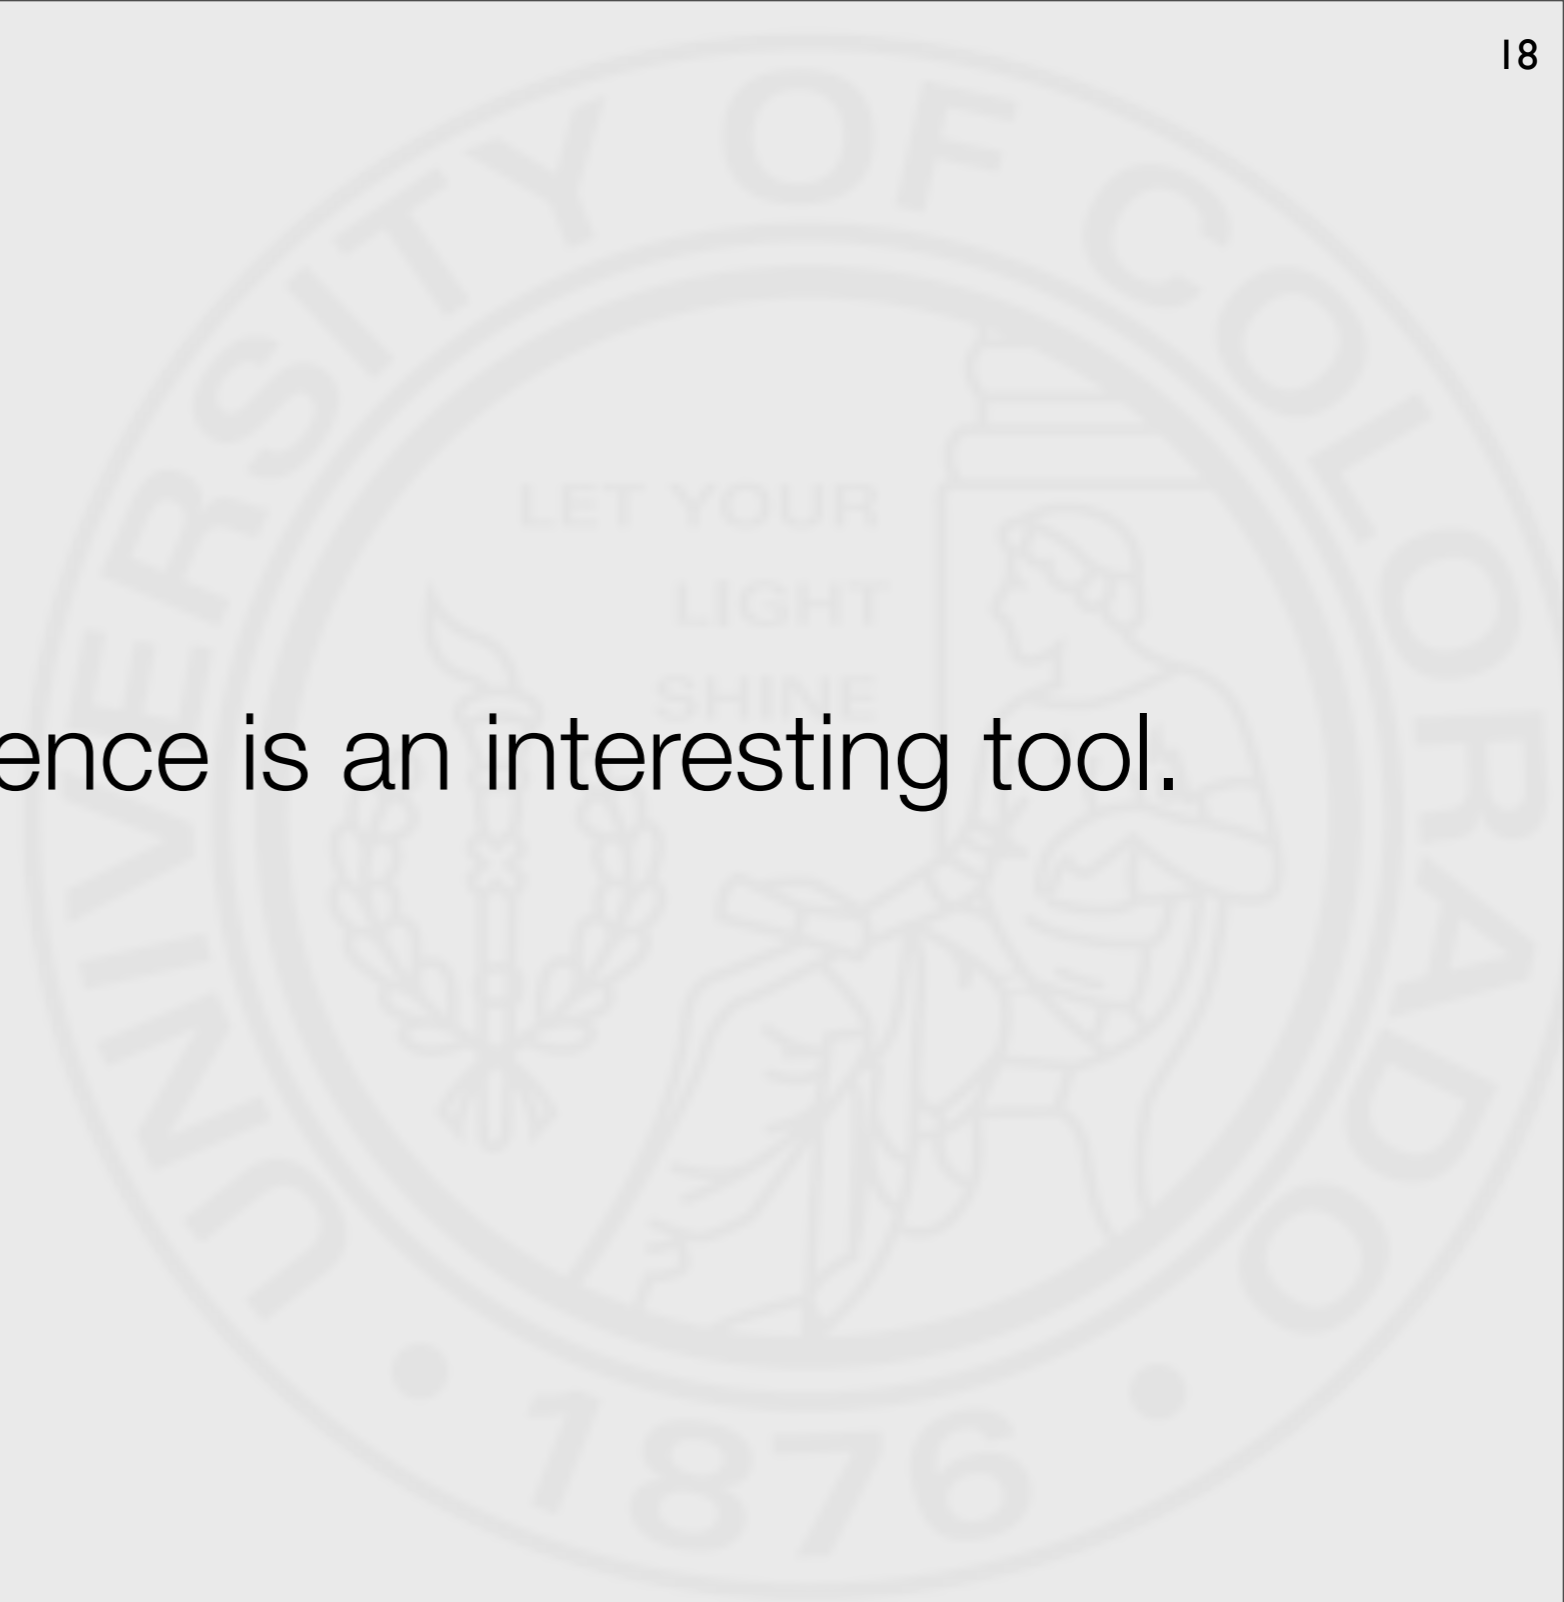 18
UNIVERSITY OF COLORADO
LET YOUR
LIGHT
SHINE
ence is an interesting tool.
1876